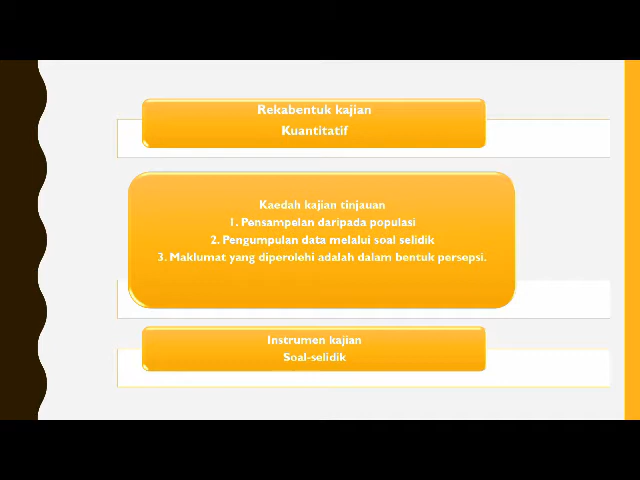 Rekabentuk kajian
Kuantitatif
Kaedah kajian tinjauan
1. Pensampelan daripada populasi
2. Pengumpulan data melalui soal selidik
3. Maklumat yang diperolehi adalah dalam bentuk persepsi.
Instrumen kajian
Soal-selidik